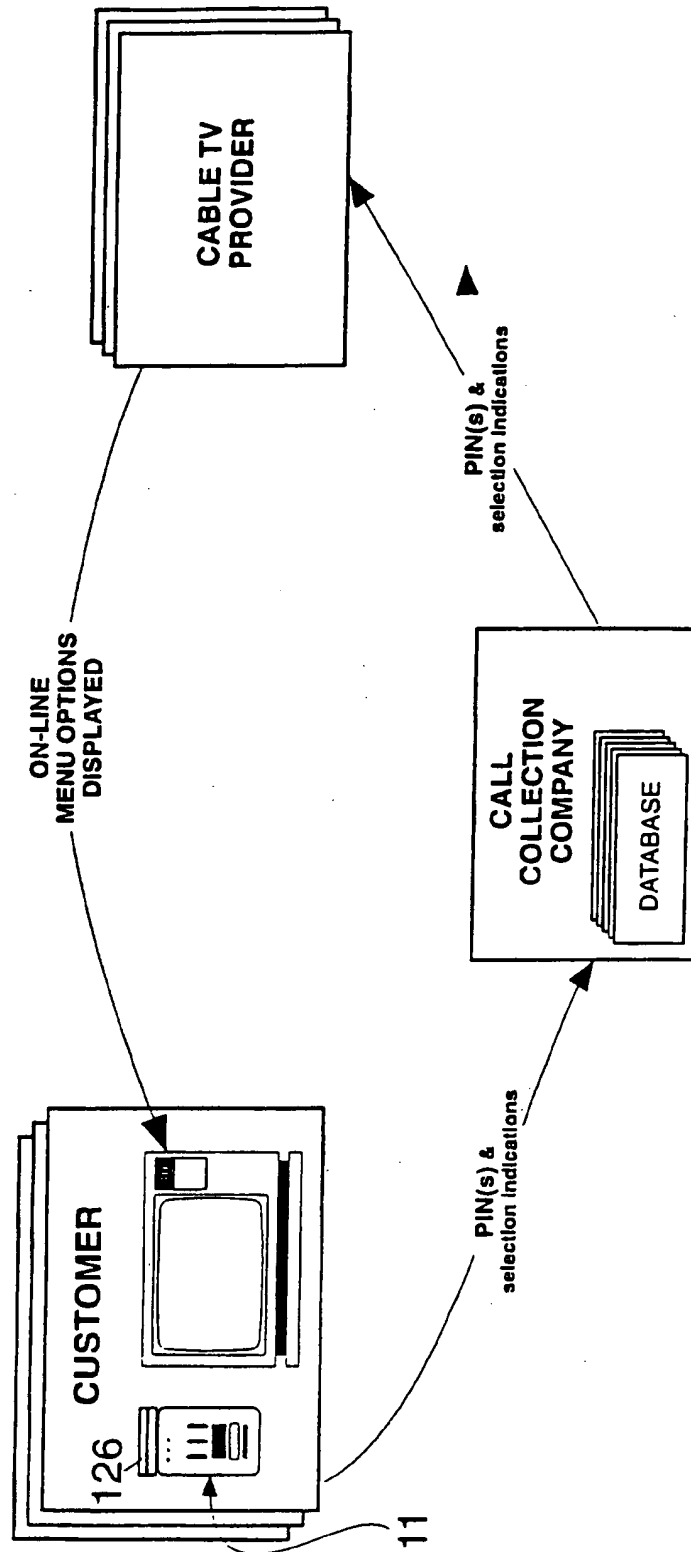 CUSTOMER
126
11
ON-LINE
MENU OPTIONS
DISPLAYED
CABLE TV
PROVIDER
PIN(s) &
selection indications
CALL
COLLECTION
COMPANY
DATABASE
PIN(s) &
selection indications